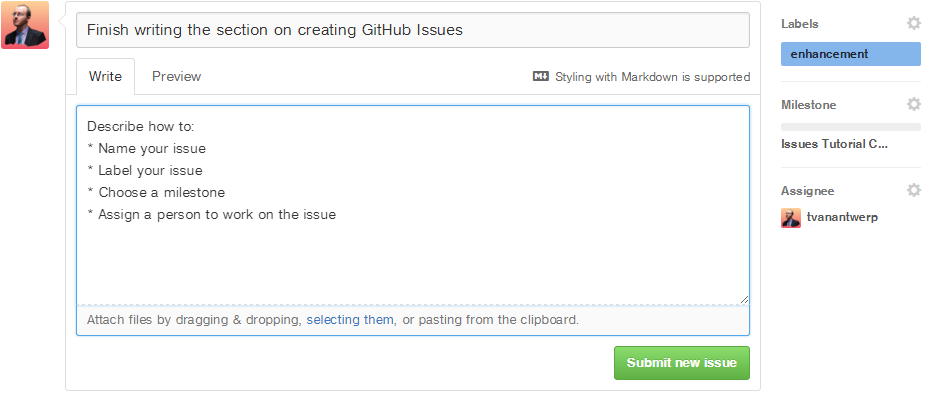 Finish writing the section on creating GitHub Issues
Write
Preview
Styling with Markdown is supported
Describe how to:
* Name your issue
* Label your issue
* Choose a milestone
* Assign a person to work on the issue
Attach files by dragging & dropping, selecting them, or pasting from the clipboard.
Submit new issue
Labels
enhancement
Milestone
Issues Tutorial C...
Assignee
tvanantwerp